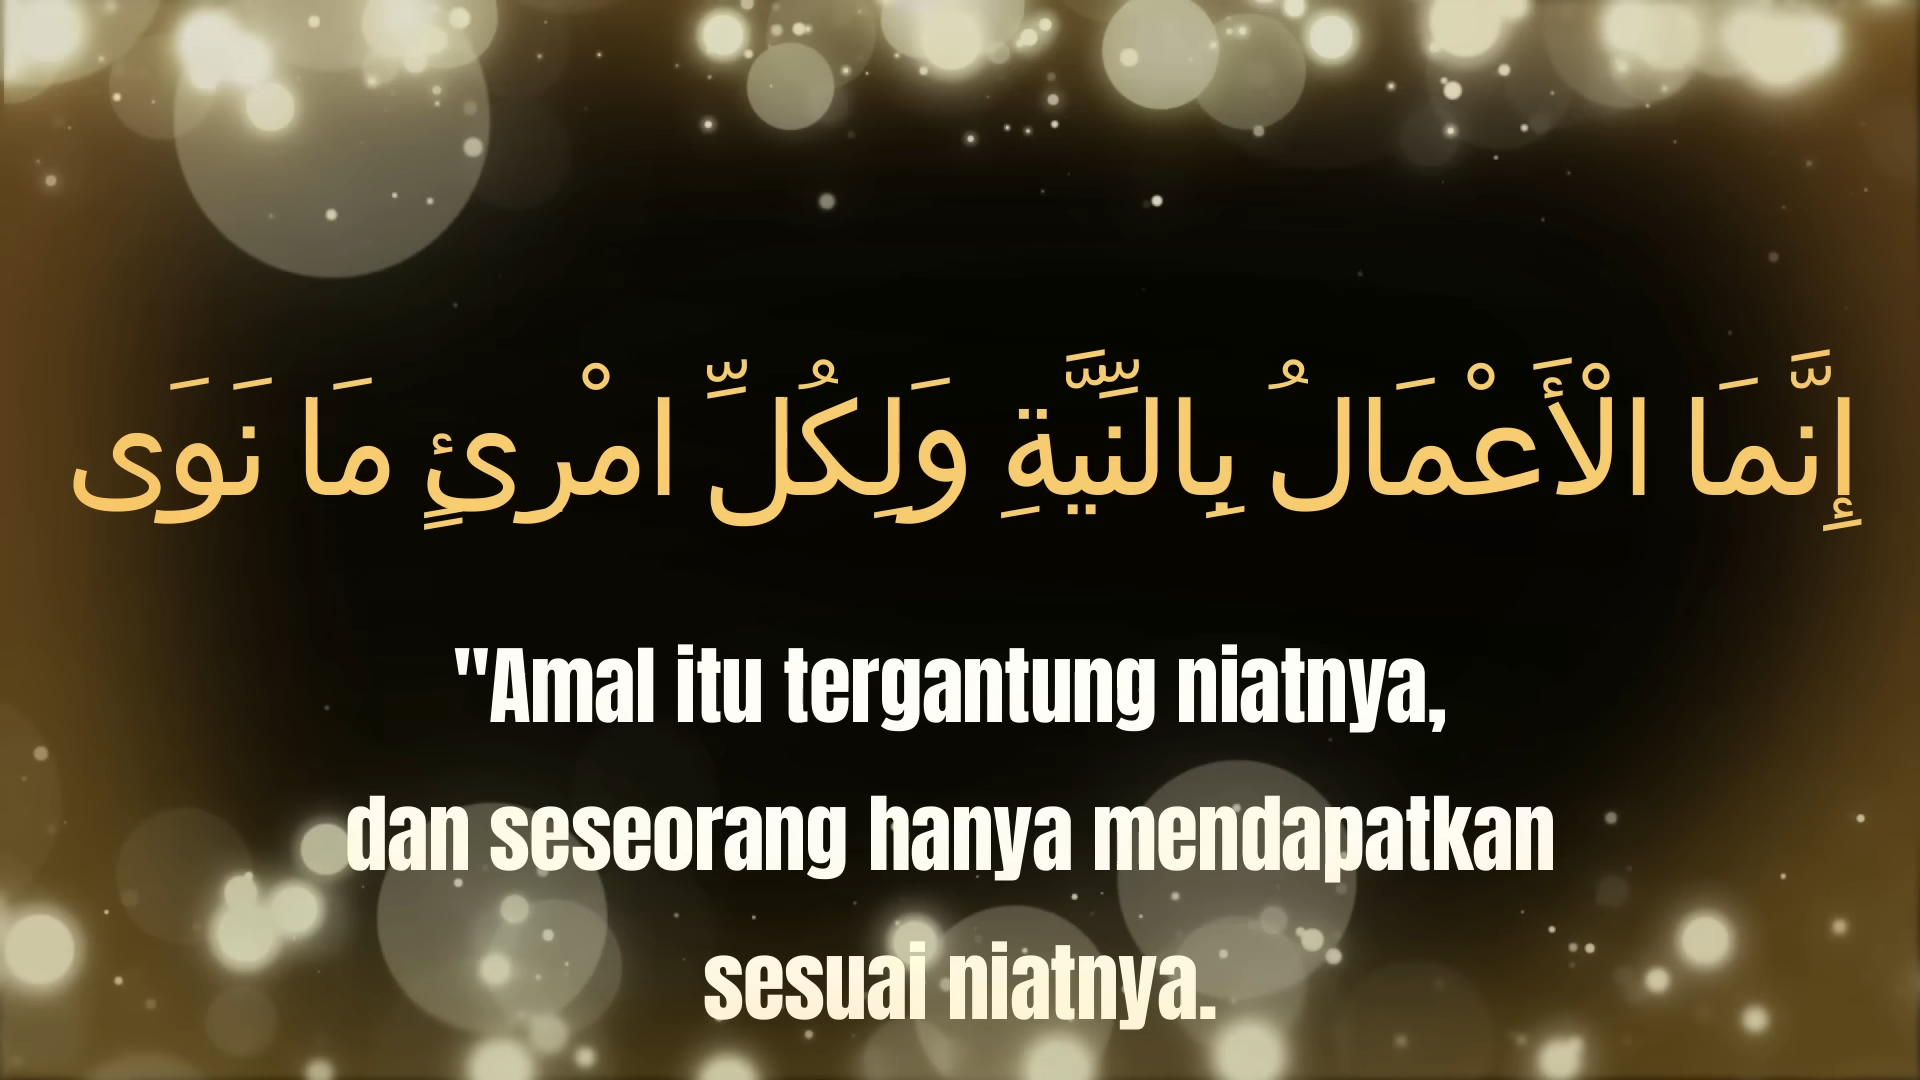 إِنَّمَا الْأَعْمَالُ بِالنِّيَّةِ وَلِكُلِّ امْرِئٍ مَا نَوَى
"Amal itu tergantung niatnya,
dan seseorang hanya mendapatkan
sesuai niatnya.